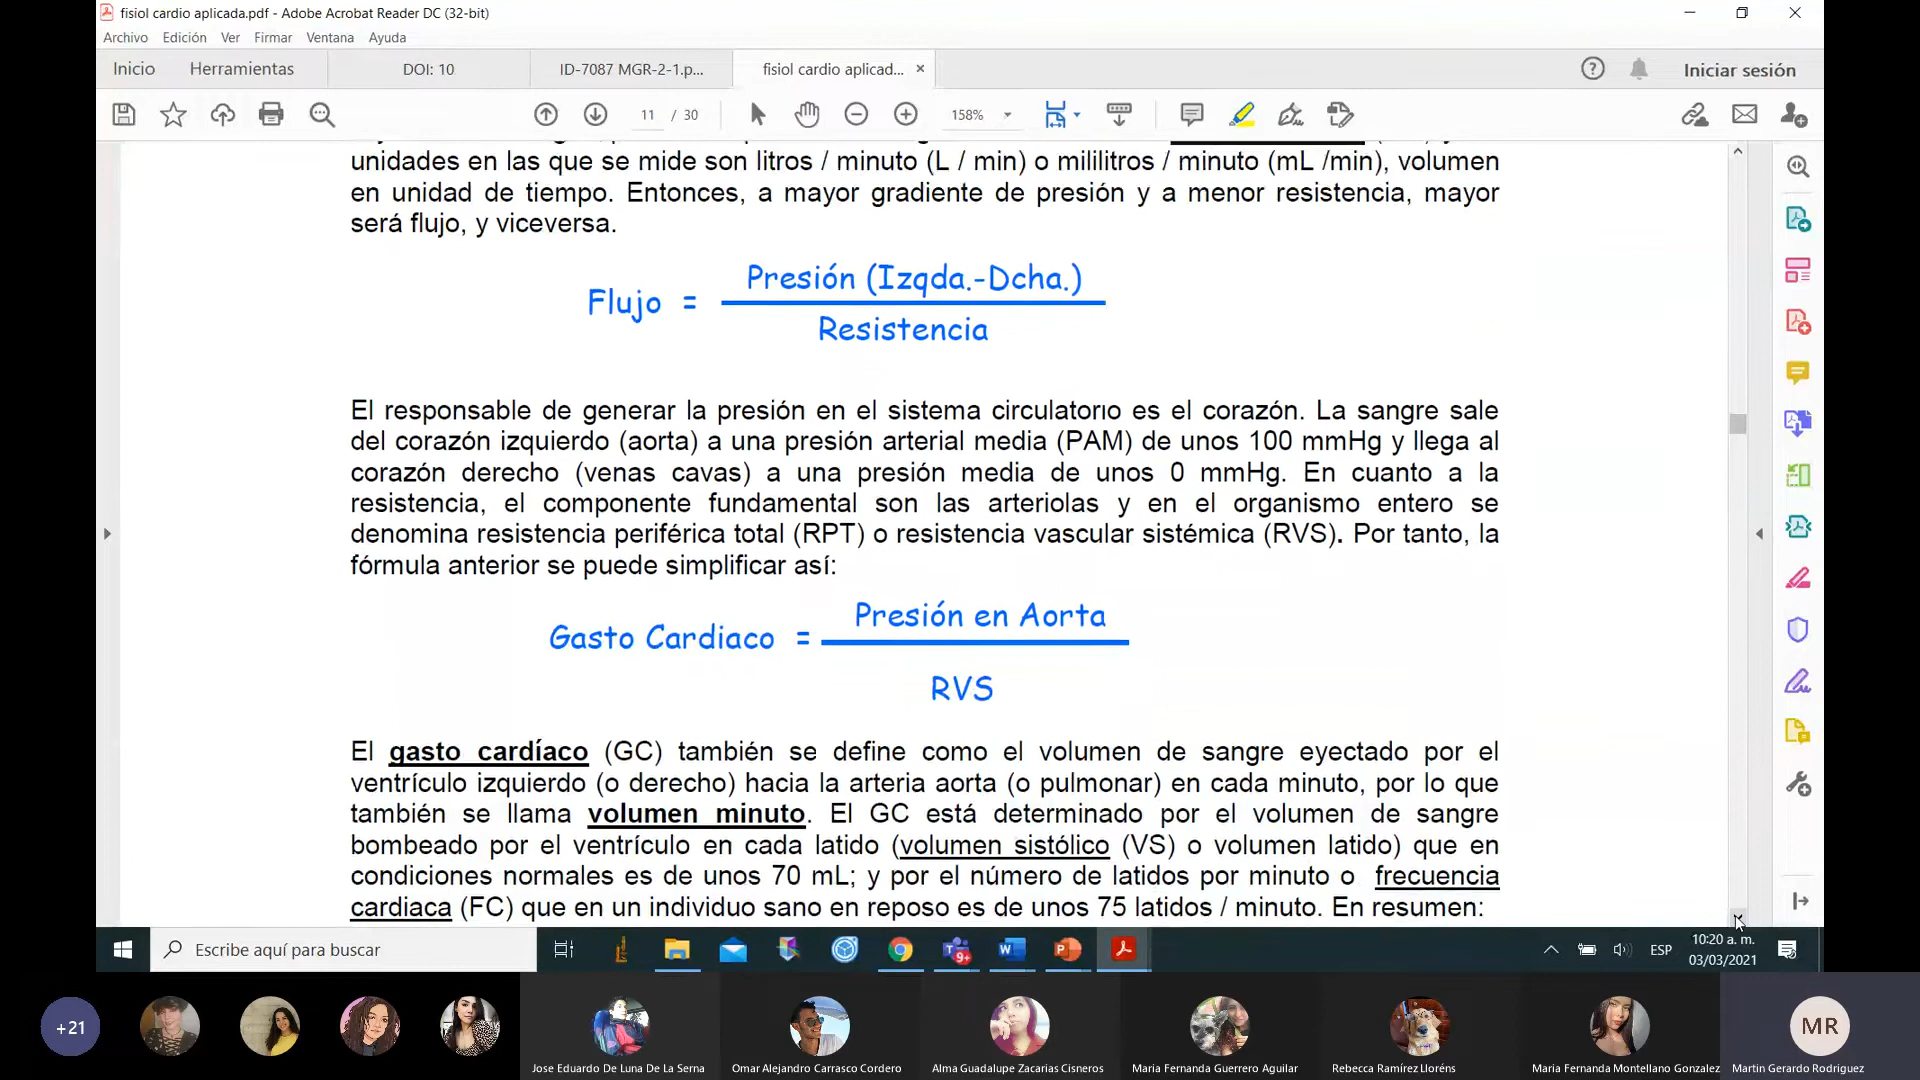 fisiol cardio aplicada.pdf - Adobe Acrobat Reader DC (32-bit)
Archivo Edición Ver Firmar Ventana Ayuda
Inicio Herramientas DOI: 10 ID-7087 MGR-2-1.p... fisiol cardio aplicad... × Iniciar sesión
11 / 30 158%
unidades en las que se mide son litros / minuto (L / min) o mililitros / minuto (mL /min), volumen
en unidad de tiempo. Entonces, a mayor gradiente de presión y a menor resistencia, mayor
será flujo, y viceversa.
Presión (Izqda.-Dcha.)
Flujo =
Resistencia
El responsable de generar la presión en el sistema circulatorio es el corazón. La sangre sale
del corazón izquierdo (aorta) a una presión arterial media (PAM) de unos 100 mmHg y llega al
corazón derecho (venas cavas) a una presión media de unos 0 mmHg. En cuanto a la
resistencia, el componente fundamental son las arteriolas y en el organismo entero se
denomina resistencia periférica total (RPT) o resistencia vascular sistémica (RVS). Por tanto, la
fórmula anterior se puede simplificar así:
Presión en Aorta
Gasto Cardiaco =
RVS
El gasto cardíaco (GC) también se define como el volumen de sangre eyectado por el
ventrículo izquierdo (o derecho) hacia la arteria aorta (o pulmonar) en cada minuto, por lo que
también se llama volumen minuto. El GC está determinado por el volumen de sangre
bombeado por el ventrículo en cada latido (volumen sistólico (VS) o volumen latido) que en
condiciones normales es de unos 70 mL; y por el número de latidos por minuto o frecuencia
cardiaca (FC) que en un individuo sano en reposo es de unos 75 latidos / minuto. En resumen:
Escribe aquí para buscar
9+
ESP
10:20 a. m.
03/03/2021
+21
MR
Jose Eduardo De Luna De La Serna
Omar Alejandro Carrasco Cordero
Alma Guadalupe Zacarias Cisneros
Maria Fernanda Guerrero Aguilar
Rebecca Ramírez Lloréns
Maria Fernanda Montellano Gonzalez
Martin Gerardo Rodriguez